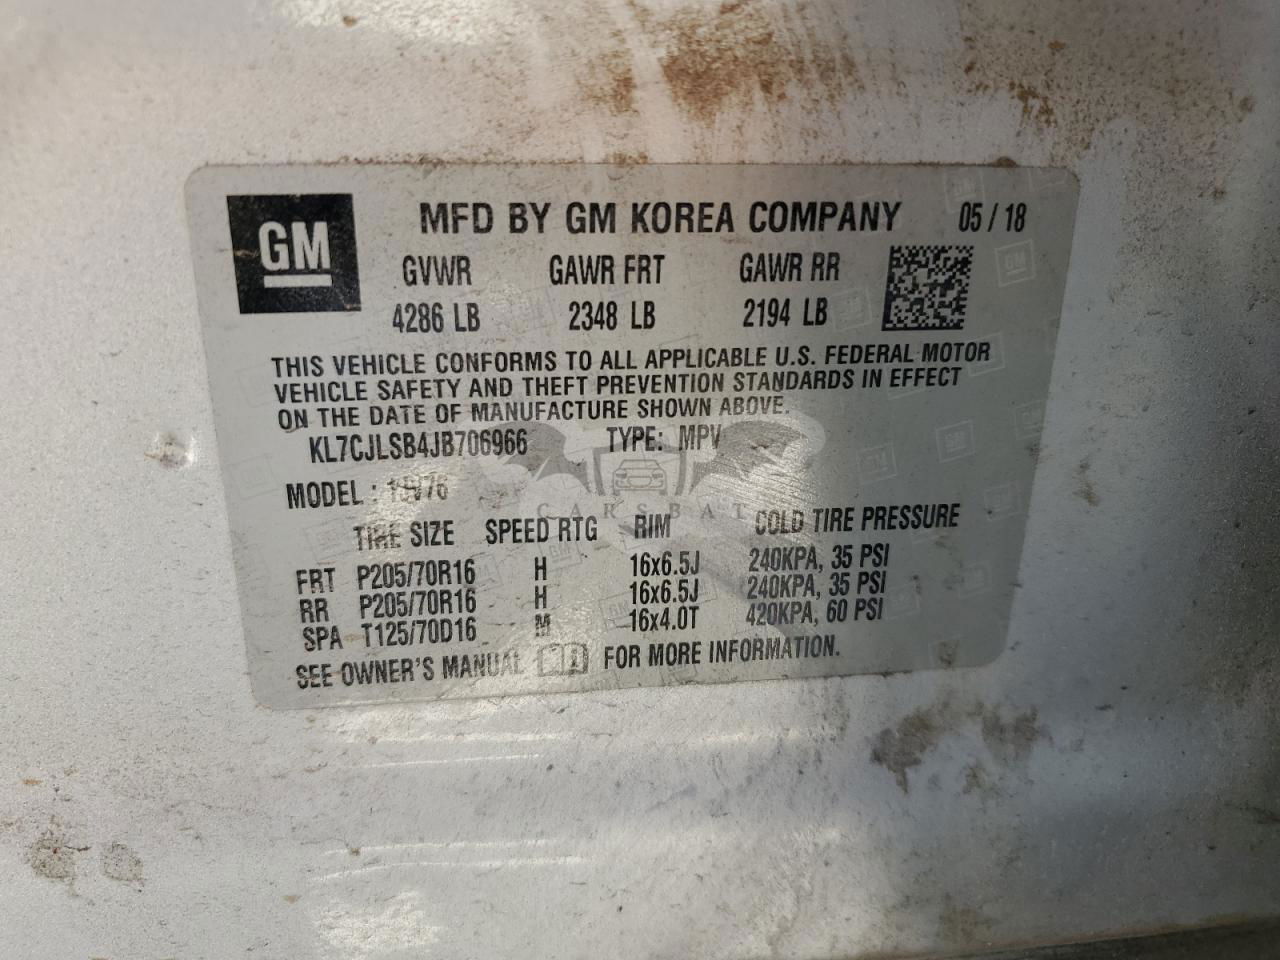 GM MFD BY GM KOREA COMPANY 05/18
GVWR GAWR FRT GAWR RR
4286 LB 2348 LB 2194 LB
THIS VEHICLE CONFORMS TO ALL APPLICABLE U.S. FEDERAL MOTOR
VEHICLE SAFETY AND THEFT PREVENTION STANDARDS IN EFFECT
ON THE DATE OF MANUFACTURE SHOWN ABOVE.
KL7CJLSB4JB706966 TYPE: MPV
MODEL :
CARSBAT
TIRE SIZE SPEED RTG RIM COLD TIRE PRESSURE
FRT P205/70R16 H 16x6.5J 240KPA, 35 PSI
RR P205/70R16 H 16x6.5J 240KPA, 35 PSI
SPA T125/70D16 M 16x4.0T 420KPA, 60 PSI
SEE OWNER'S MANUAL FOR MORE INFORMATION.